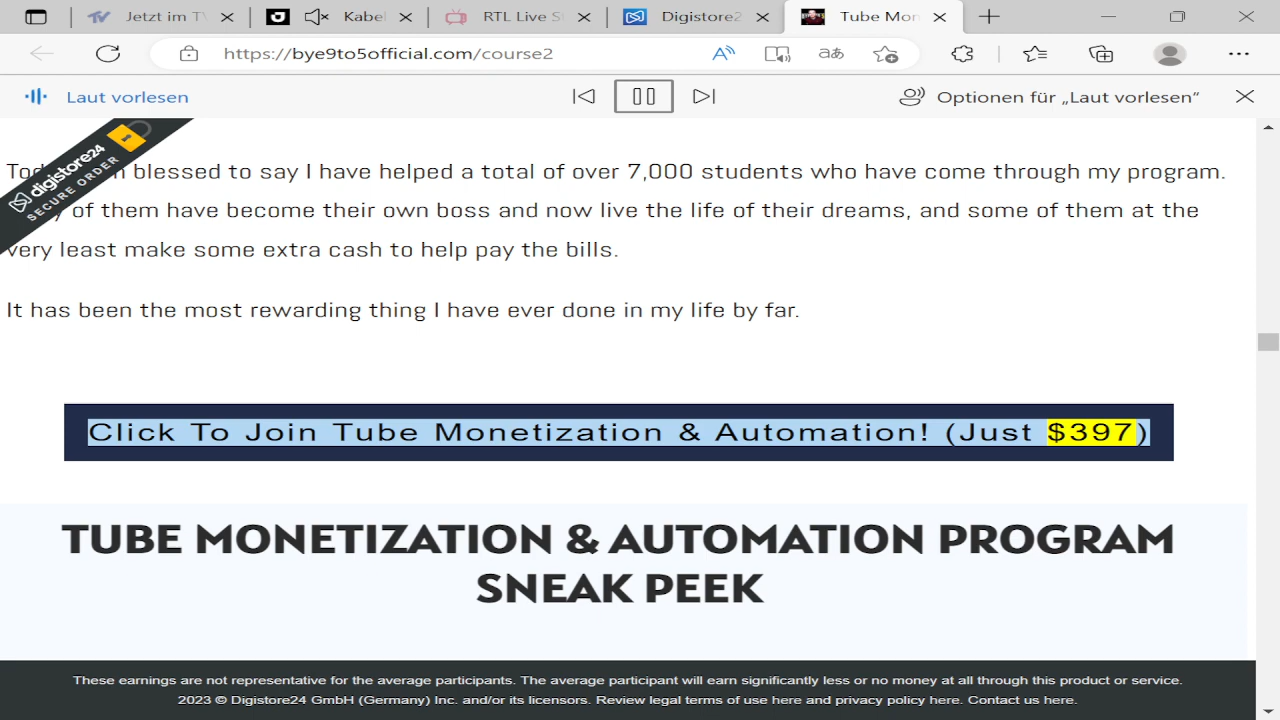 Jetzt im TV
Kabel
RTL Live S
Digistore2
Tube Mon
https://bye9to5official.com/course2
Laut vorlesen
Optionen für „Laut vorlesen"
digistore24
SECURE ORDER
blessed to say I have helped a total of over 7,000 students who have come through my program.
of them have become their own boss and now live the life of their dreams, and some of them at the
very least make some extra cash to help pay the bills.
It has been the most rewarding thing I have ever done in my life by far.
Click To Join Tube Monetization & Automation! (Just $397)
TUBE MONETIZATION & AUTOMATION PROGRAM
SNEAK PEEK
These earnings are not representative for the average participants. The average participant will earn significantly less or no money at all through this product or service.
2023 © Digistore24 GmbH (Germany) Inc. and/or its licensors. Review legal terms of use here and privacy policy here. Contact us here.